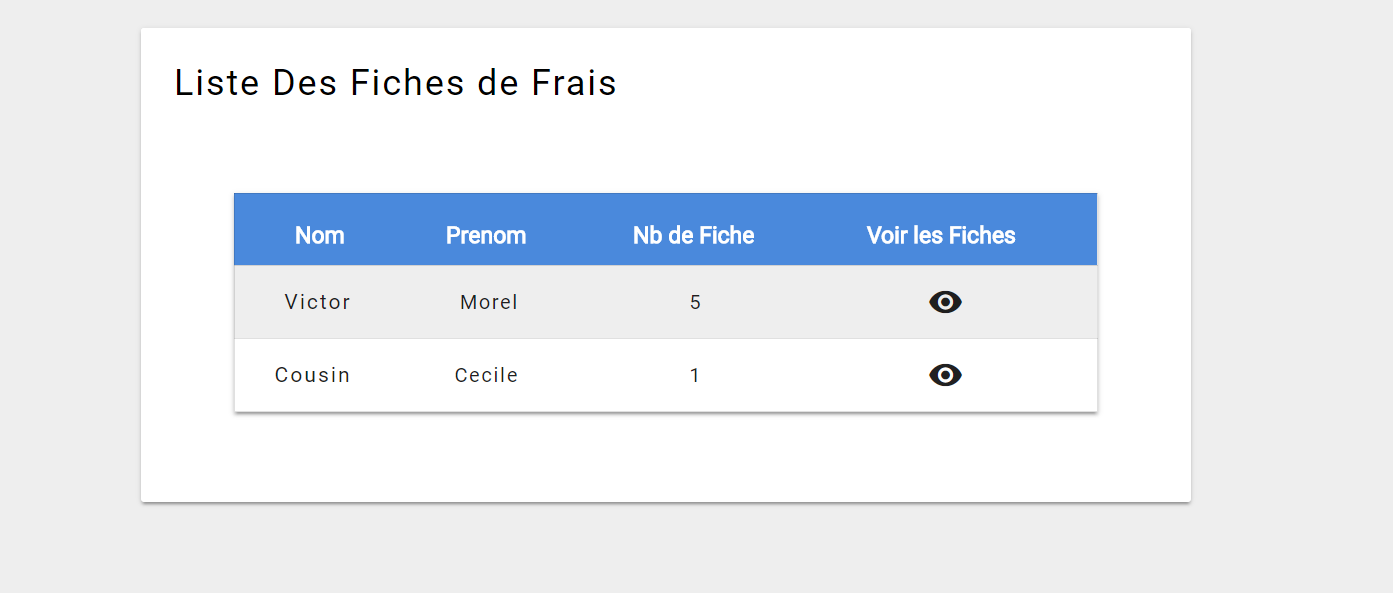 Liste Des Fiches de Frais
Nom Prenom Nb de Fiche Voir les Fiches
Victor Morel 5
Cousin Cecile 1